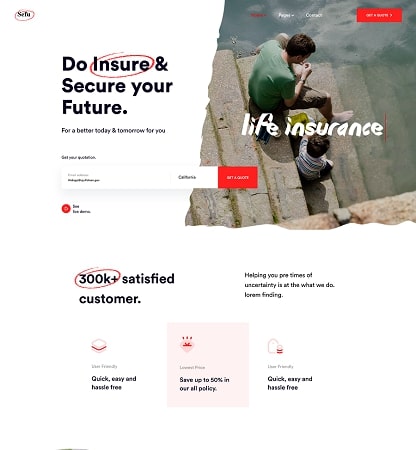 Sefu
Home
Pages
Contact
GET A QUOTE
Do Insure &
Secure your
Future.
For a better today & tomorrow for you
life insurance
Get your quotation.
Email address
California
GET A QUOTE
See
live demo.
300k+ satisfied
customer.
Helping you pre times of
uncertainty is at the what we do.
lorem finding.
User Friendly
Quick, easy and
hassle free
Lowest Price
Save up to 50% in
our all policy.
User Friendly
Quick, easy and
hassle free